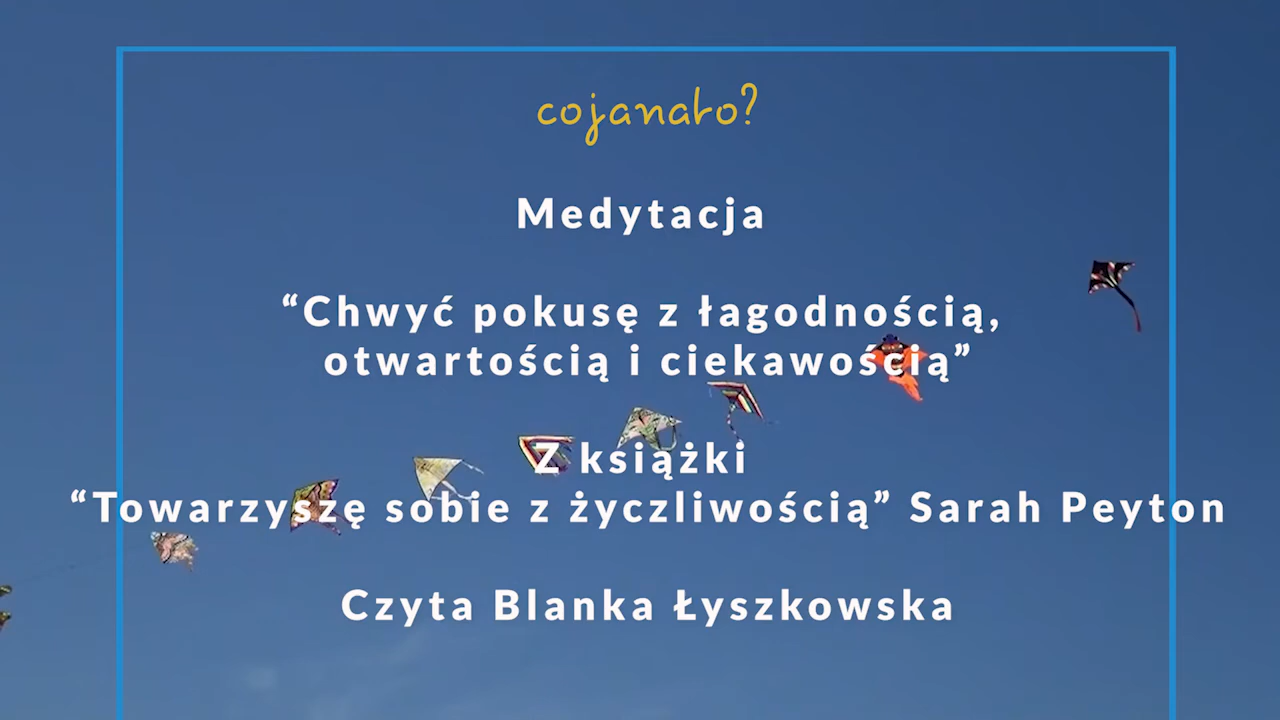 cojanato?
Medytacja
“Chwyć pokusę z łagodnością,
otwartością i ciekawością”
Z książki
“Towarzyszę sobie z życzliwością” Sarah Peyton
Czyta Blanka Łyszkowska